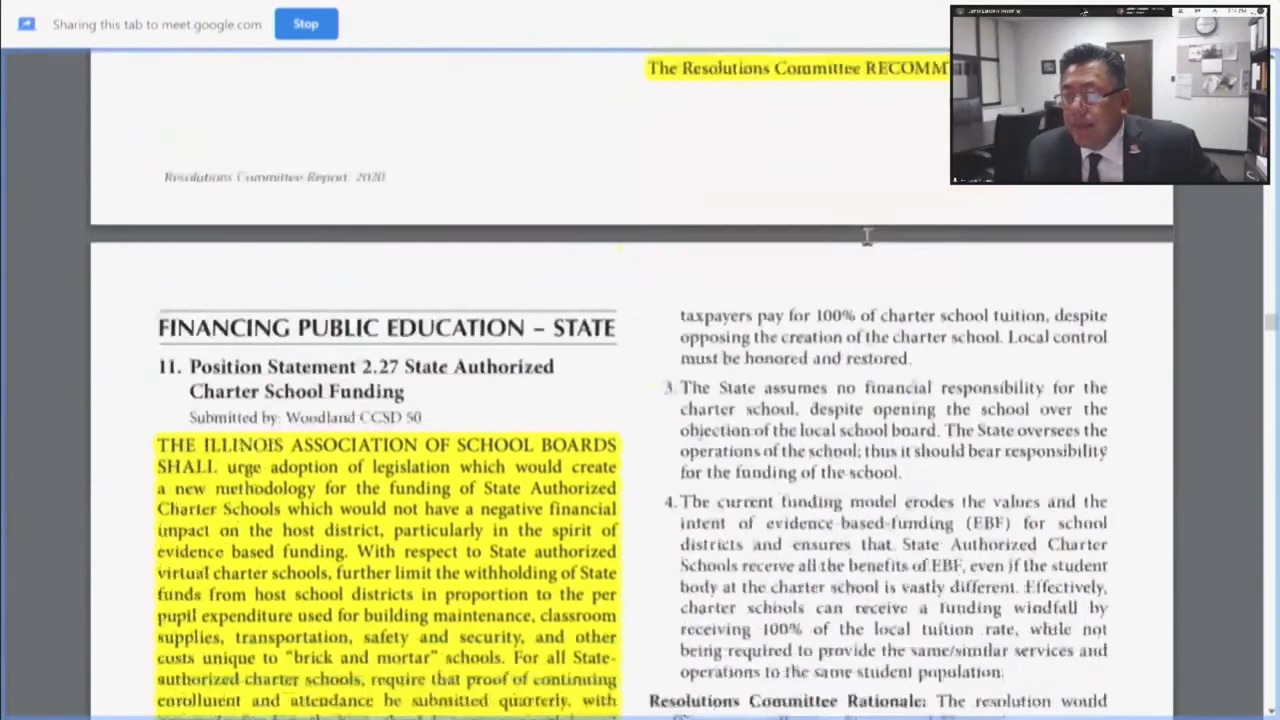 Sharing this tab to meet.google.com
Stop
The Resolutions Committee
Resolutions Committee Report 2020
FINANCING PUBLIC EDUCATION – STATE
11. Position Statement 2.27 State Authorized
Charter School Funding
Submitted by: Woodland CCSD 50
THE ILLINOIS ASSOCIATION OF SCHOOL BOARDS
SHALL urge adoption of legislation which would create
a new methodology for the funding of State Authorized
Charter Schools which would not have a negative financial
impact on the host district, particularly in the spirit of
evidence based funding. With respect to State authorized
virtual charter schools, further limit the withholding of State
funds from host school districts in proportion to the per
pupil expenditure used for building maintenance, classroom
supplies, transportation, safety and security, and other
costs unique to “brick and mortar” schools. For all State-
authorized charter schools, require that proof of continuing
enrollment and attendance be submitted quarterly, with
taxpayers pay for 100% of charter school tuition, despite
opposing the creation of the charter school. Local control
must be honored and restored.
3. The State assumes no financial responsibility for the
charter school, despite opening the school over the
objection of the local school board. The State oversees the
operations of the school; thus it should bear responsibility
for the funding of the school.
4. The current funding model erodes the values and the
intent of evidence-based-funding (EBF) for school
districts and ensures that State Authorized Charter
Schools receive all the benefits of EBF, even if the student
body at the charter school is vastly different. Effectively,
charter schools can receive a funding windfall by
receiving 100% of the local tuition rate, while not
being required to provide the same/similar services and
operations to the same student population.
Resolutions Committee Rationale: The resolution would